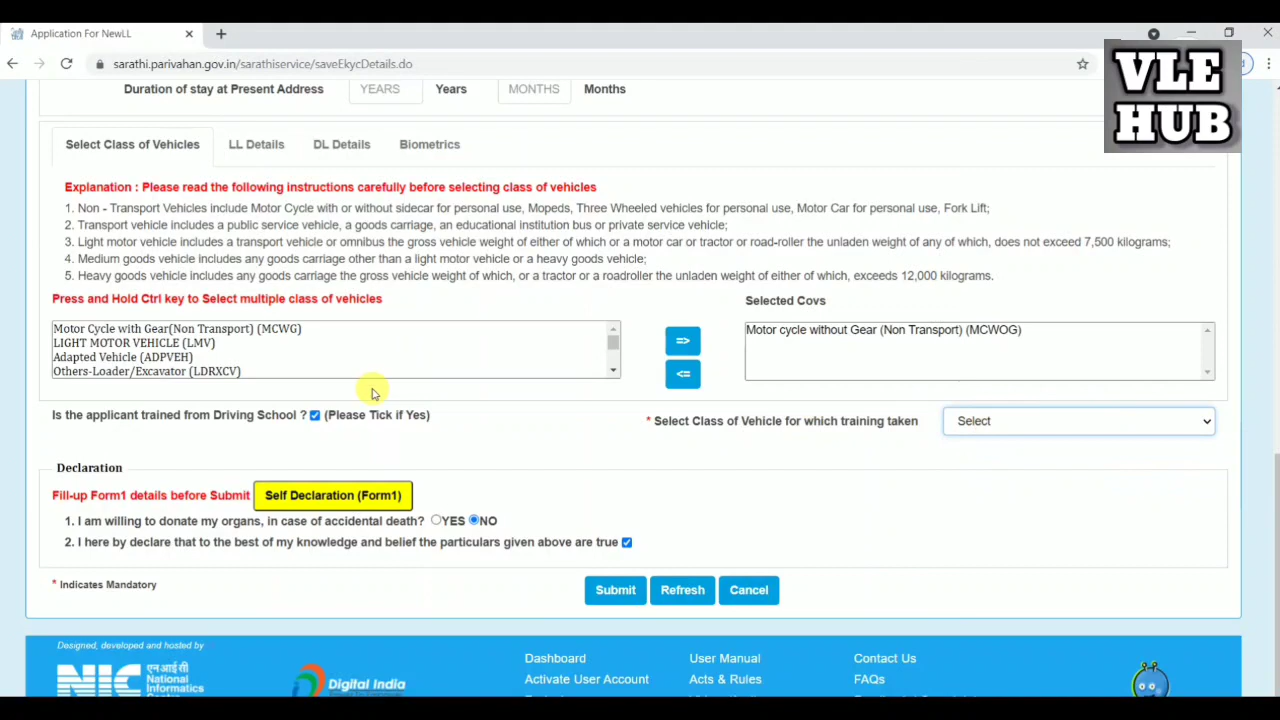 Application For NewLL
sarathi.parivahan.gov.in/sarathiservice/saveEkycDetails.do
VLE
HUB
Duration of stay at Present Address YEARS Years MONTHS Months
Select Class of Vehicles LL Details DL Details Biometrics
Explanation : Please read the following instructions carefully before selecting class of vehicles
1. Non - Transport Vehicles include Motor Cycle with or without sidecar for personal use, Mopeds, Three Wheeled vehicles for personal use, Motor Car for personal use, Fork Lift;
2. Transport vehicle includes a public service vehicle, a goods carriage, an educational institution bus or private service vehicle;
3. Light motor vehicle includes a transport vehicle or omnibus the gross vehicle weight of either of which or a motor car or tractor or road-roller the unladen weight of any of which, does not exceed 7,500 kilograms;
4. Medium goods vehicle includes any goods carriage other than a light motor vehicle or a heavy goods vehicle;
5. Heavy goods vehicle includes any goods carriage the gross vehicle weight of which, or a tractor or a roadroller the unladen weight of either of which, exceeds 12,000 kilograms.
Press and Hold Ctrl key to Select multiple class of vehicles
Selected Covs
Motor Cycle with Gear(Non Transport) (MCWG)
LIGHT MOTOR VEHICLE (LMV)
Adapted Vehicle (ADPVEH)
Others-Loader/Excavator (LDRXCV)
=>
<=
Motor cycle without Gear (Non Transport) (MCWOG)
Is the applicant trained from Driving School ? (Please Tick if Yes)
* Select Class of Vehicle for which training taken Select
Declaration
Fill-up Form1 details before Submit Self Declaration (Form1)
1. I am willing to donate my organs, in case of accidental death? YES NO
2. I here by declare that to the best of my knowledge and belief the particulars given above are true
* Indicates Mandatory
Submit Refresh Cancel
Designed, developed and hosted by
NIC
एन आई सी
National
Informatics
Digital India
Dashboard User Manual Contact Us
Activate User Account Acts & Rules FAQs